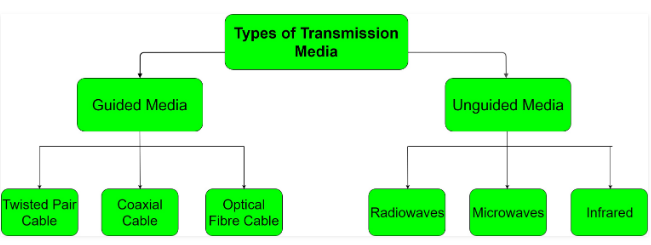 Types of Transmission
Media
Guided Media
Unguided Media
Twisted Pair
Cable
Coaxial
Cable
Optical
Fibre Cable
Radiowaves
Microwaves
Infrared